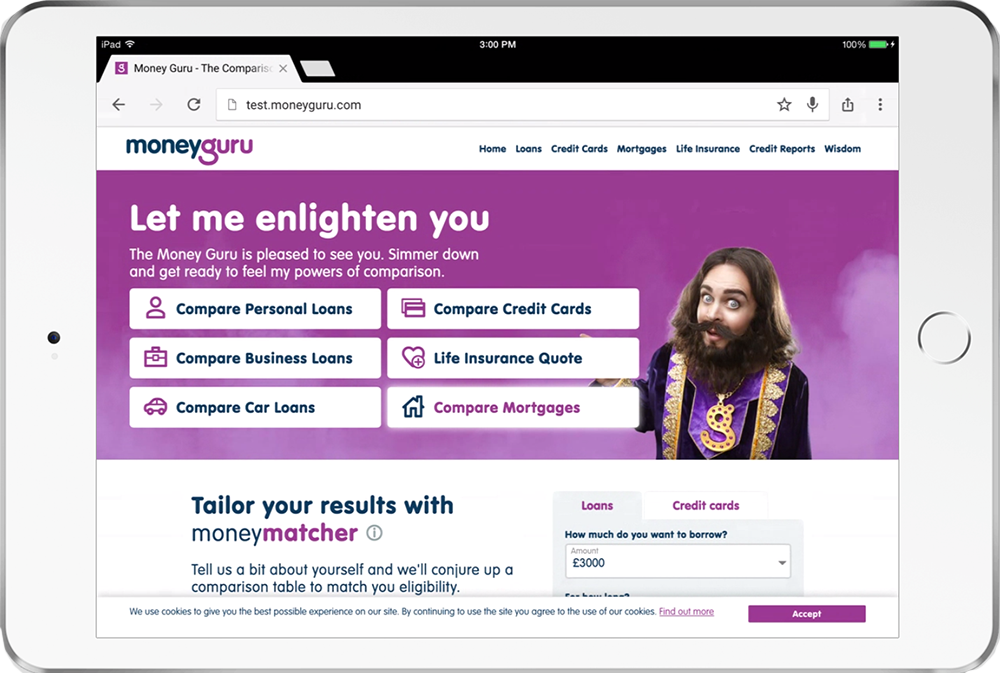 iPad 3:00 PM 100%
Money Guru - The Comparis
test.moneyguru.com
moneyguru
Home Loans Credit Cards Mortgages Life Insurance Credit Reports Wisdom
Let me enlighten you
The Money Guru is pleased to see you. Simmer down
and get ready to feel my powers of comparison.
Compare Personal Loans Compare Credit Cards
Compare Business Loans Life Insurance Quote
Compare Car Loans Compare Mortgages
Tailor your results with
moneymatcher
Tell us a bit about yourself and we'll conjure up a
comparison table to match you eligibility.
Loans Credit cards
How much do you want to borrow?
Amount
£3000
For how long?
We use cookies to give you the best possible experience on our site. By continuing to use the site you agree to the use of our cookies. Find out more Accept